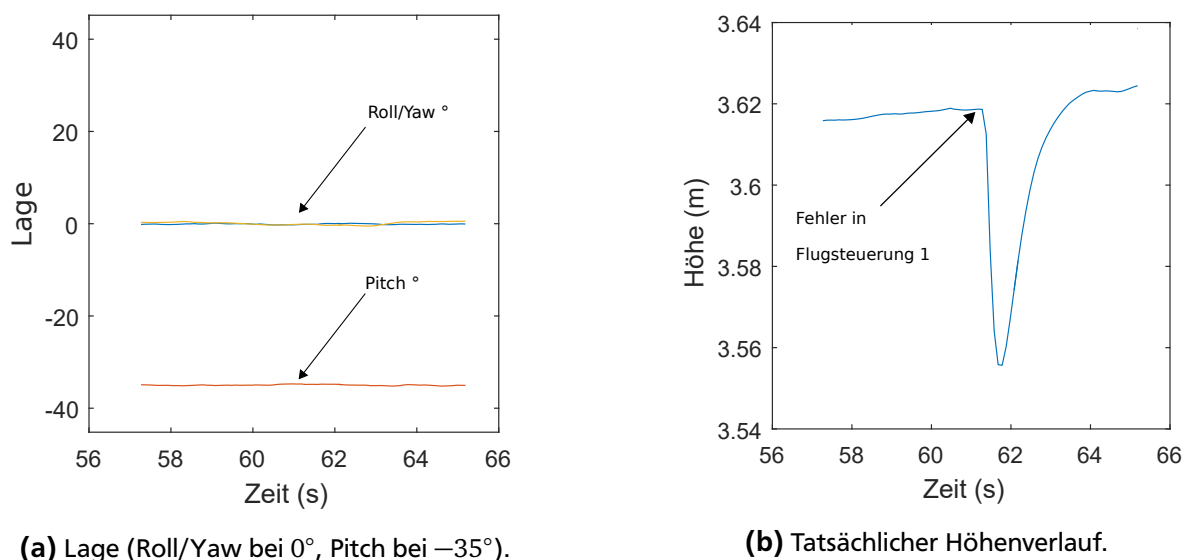 40
20
0
-20
-40
56
58
60
62
64
66
Lage
Zeit (s)
Roll/Yaw °
Pitch °
(a) Lage (Roll/Yaw bei 0°, Pitch bei −35°).
3.64
3.62
3.6
3.58
3.56
3.54
56
58
60
62
64
66
Höhe (m)
Zeit (s)
Fehler in
Flugsteuerung 1
(b) Tatsächlicher Höhenverlauf.